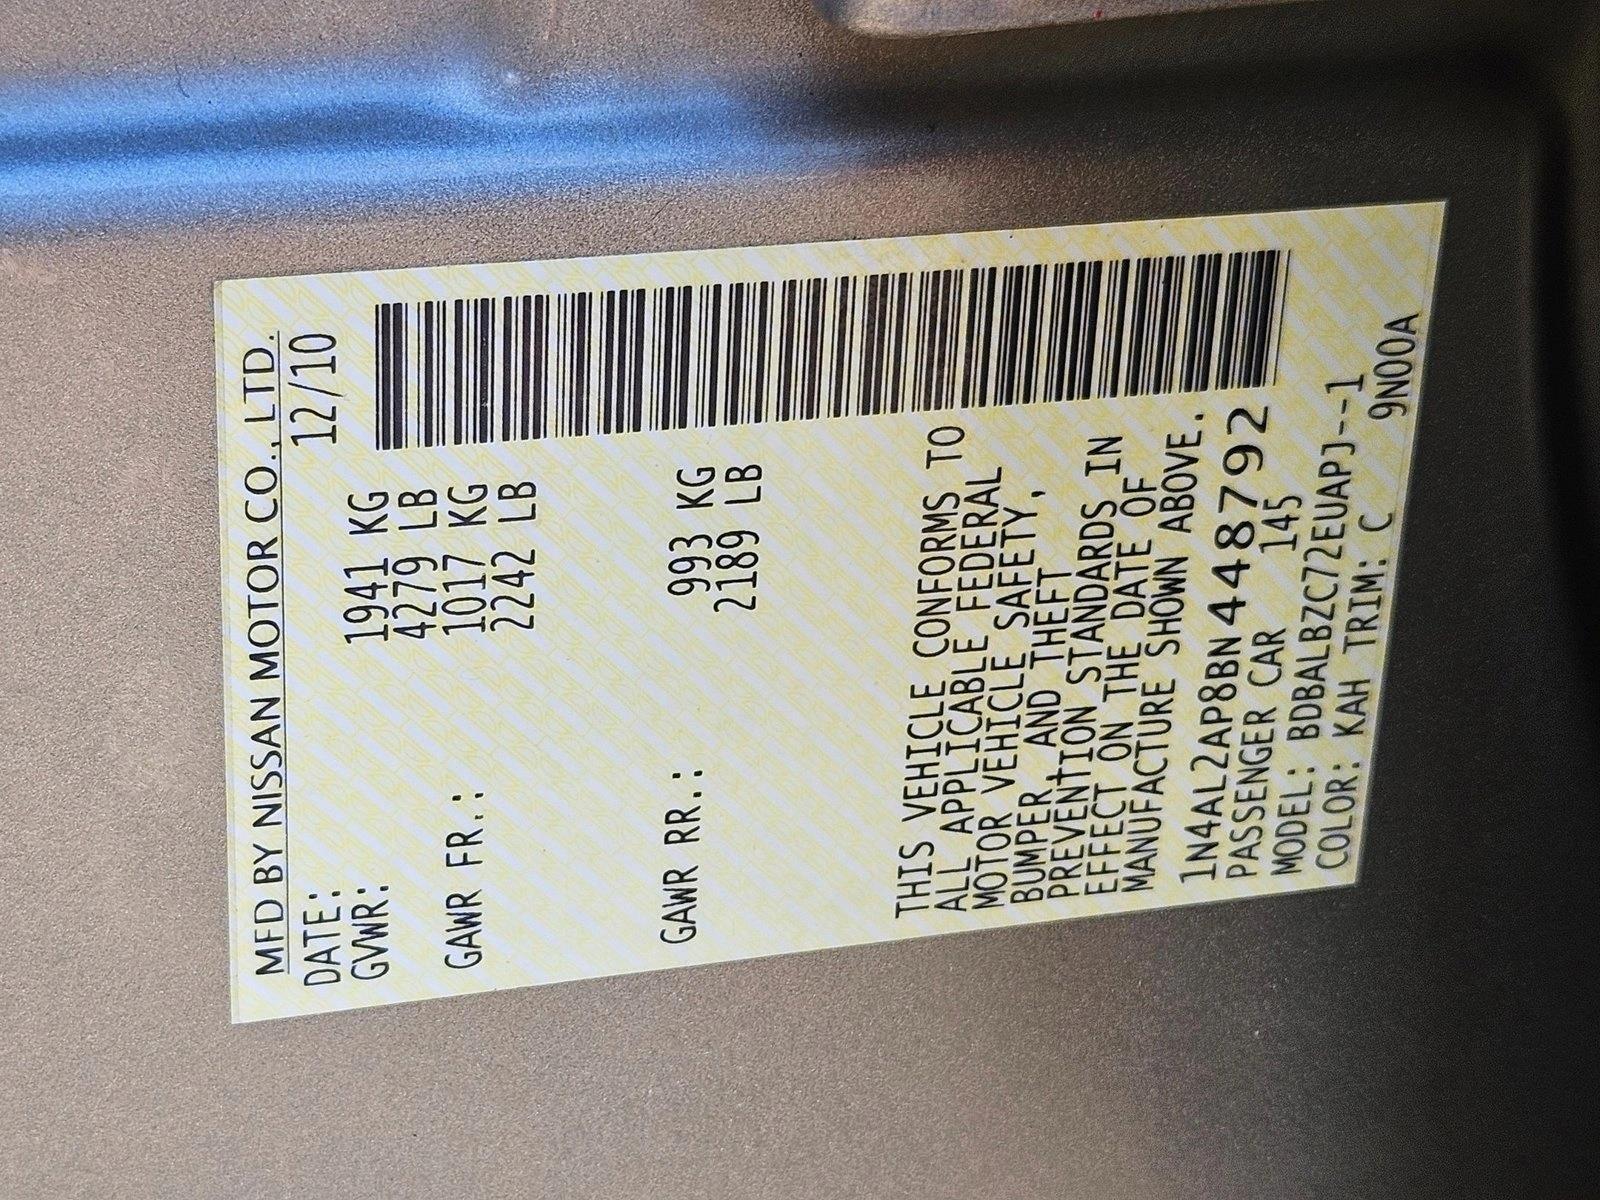 MFD BY NISSAN MOTOR CO., LTD.
DATE: 12/10
GVWR: 1941 KG
4279 LB
GAWR FR.: 1017 KG
2242 LB
GAWR RR.: 993 KG
2189 LB
THIS VEHICLE CONFORMS TO
ALL APPLICABLE FEDERAL
MOTOR VEHICLE SAFETY,
BUMPER, AND THEFT
PREVENTION STANDARDS IN
EFFECT ON THE DATE OF
MANUFACTURE SHOWN ABOVE.
1N4AL2AP8BN448792
PASSENGER CAR 145
MODEL: BDBALBZC72EUAPJ--1
COLOR: KAH TRIM: C 9N00A